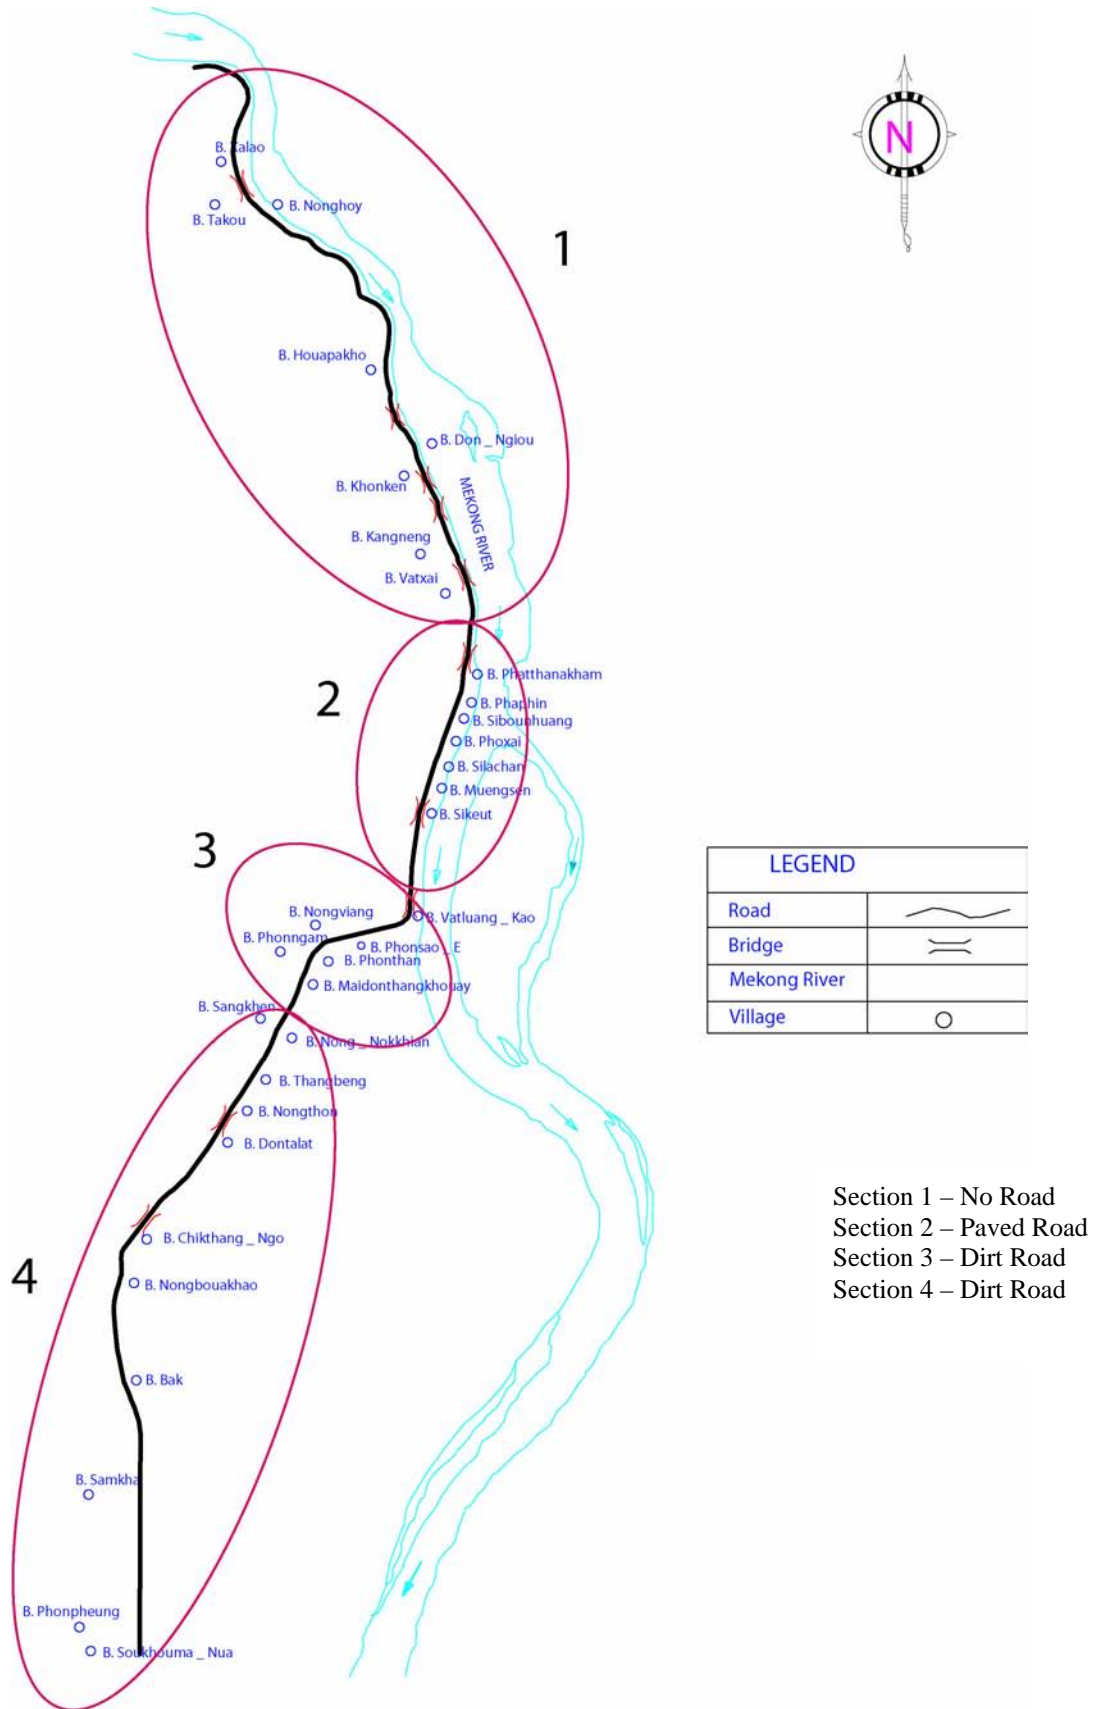 N
B. Xalao
B. Takou
B. Nonghoy
1
B. Houapakho
B. Don _ Ngiou
B. Khonken
MEKONG RIVER
B. Kangneng
B. Vatxai
2
B. Phatthanakham
B. Phaphin
B. Sibounhuang
B. Phoxai
B. Silachan
B. Muengsen
B. Sikeut
3
B. Nongviang
B. Vatluang _ Kao
B. Phonngam
B. Phonsao _ E
B. Phonthan
B. Maidonthangkhouay
B. Sangkhen
B. Nong _ Nokkhian
B. Thangbeng
B. Nongthon
B. Dontalat
B. Chikthang _ Ngo
4
B. Nongbouakhao
B. Bak
B. Samkha
B. Phonpheung
B. Soukhouma _ Nua
LEGEND
Road
Bridge
Mekong River
Village
Section 1 – No Road
Section 2 – Paved Road
Section 3 – Dirt Road
Section 4 – Dirt Road